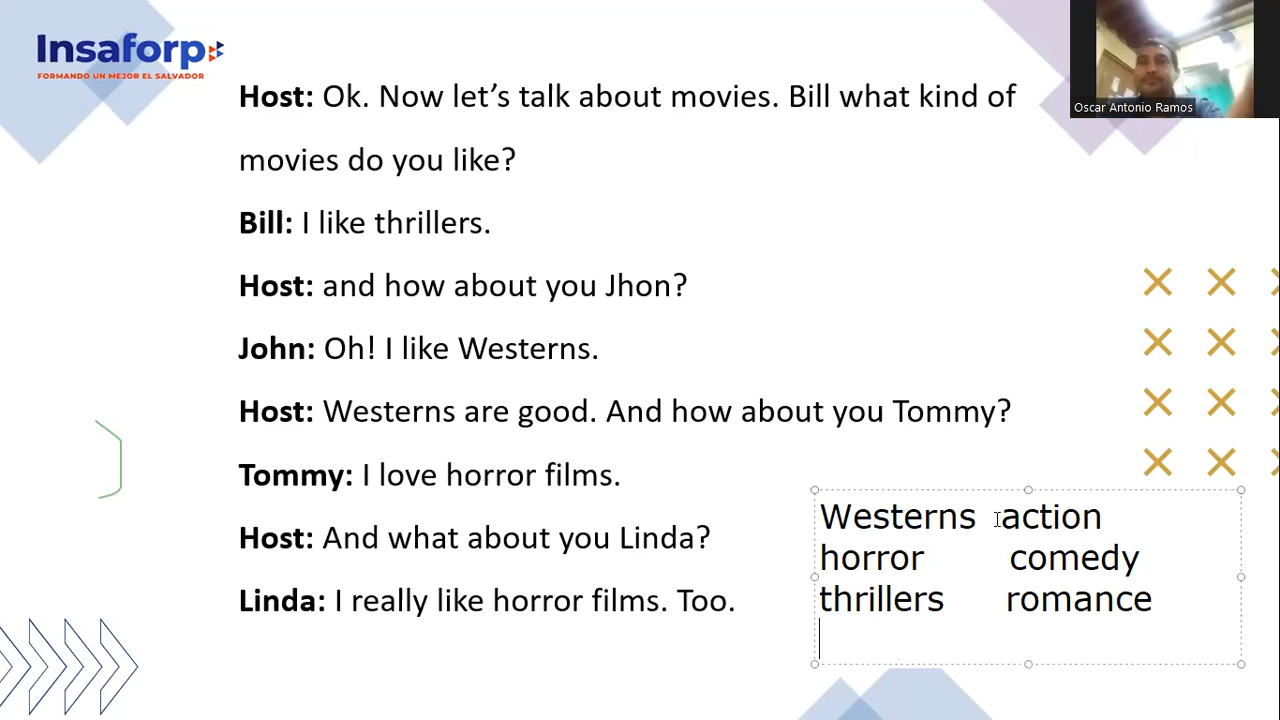 Insaforp
FORMANDO UN MEJOR EL SALVADOR
Oscar Antonio Ramos
Host: Ok. Now let’s talk about movies. Bill what kind of
movies do you like?
Bill: I like thrillers.
Host: and how about you Jhon?
John: Oh! I like Westerns.
Host: Westerns are good. And how about you Tommy?
Tommy: I love horror films.
Host: And what about you Linda?
Linda: I really like horror films. Too.
Westerns action
horror comedy
thrillers romance